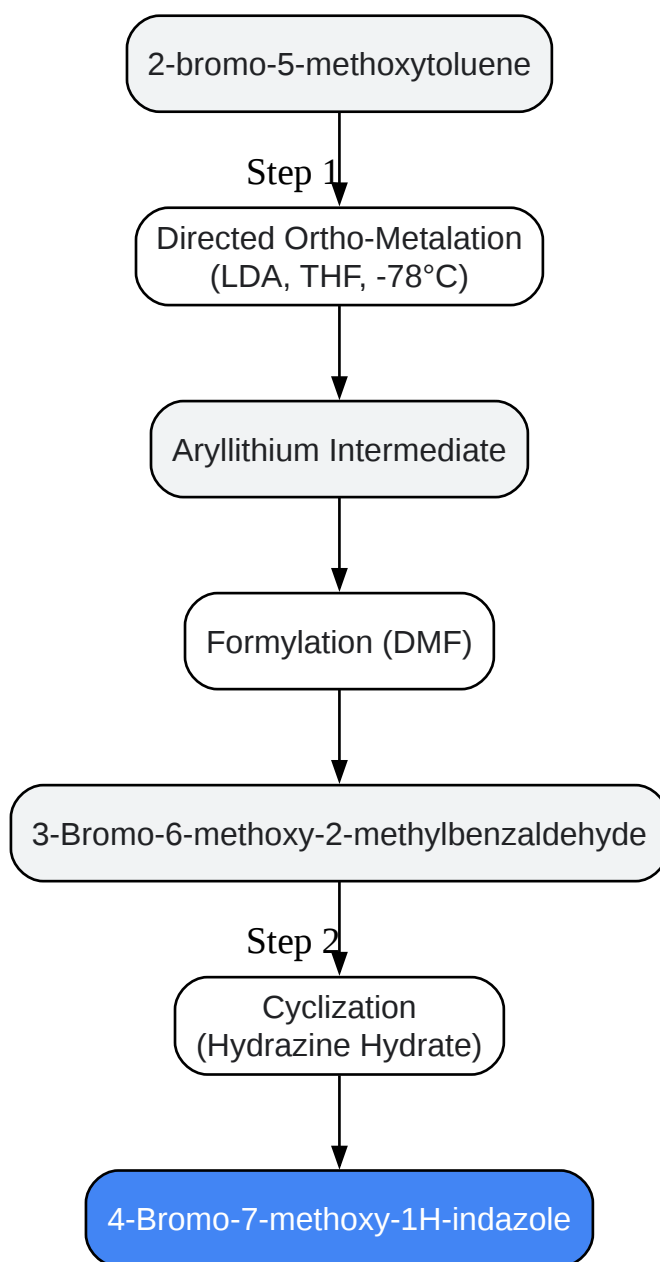 2-bromo-5-methoxytoluene
Step 1
Directed Ortho-Metalation
(LDA, THF, -78°C)
Aryllithium Intermediate
Formylation (DMF)
3-Bromo-6-methoxy-2-methylbenzaldehyde
Step 2
Cyclization
(Hydrazine Hydrate)
4-Bromo-7-methoxy-1H-indazole